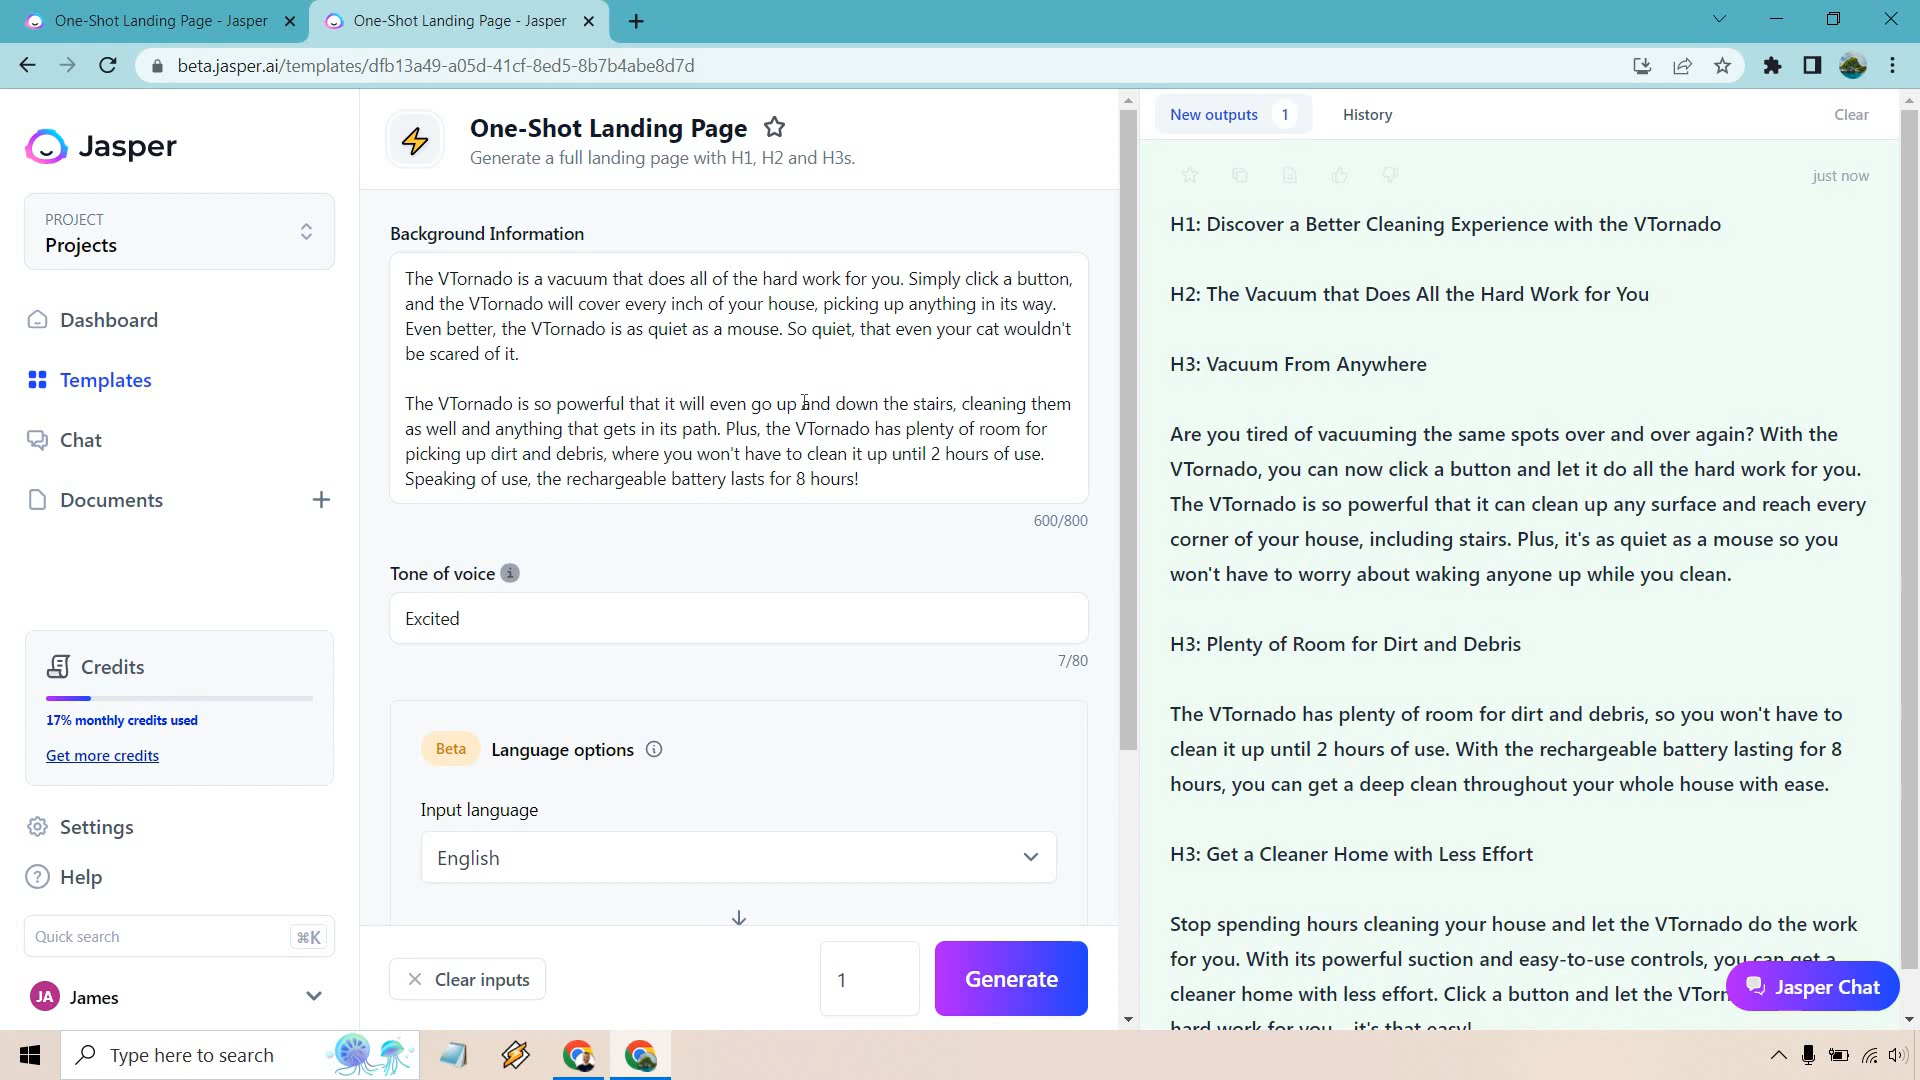 One-Shot Landing Page - Jasper
One-Shot Landing Page - Jasper
beta.jasper.ai/templates/dfb13a49-a05d-41cf-8ed5-8b7b4abe8d7d
Jasper
PROJECT
Projects
Dashboard
Templates
Chat
Documents
Credits
17% monthly credits used
Get more credits
Settings
Help
Quick search
⌘K
JA
James
One-Shot Landing Page
Generate a full landing page with H1, H2 and H3s.
Background Information
The VTornado is a vacuum that does all of the hard work for you. Simply click a button,
and the VTornado will cover every inch of your house, picking up anything in its way.
Even better, the VTornado is as quiet as a mouse. So quiet, that even your cat wouldn't
be scared of it.
The VTornado is so powerful that it will even go up and down the stairs, cleaning them
as well and anything that gets in its path. Plus, the VTornado has plenty of room for
picking up dirt and debris, where you won't have to clean it up until 2 hours of use.
Speaking of use, the rechargeable battery lasts for 8 hours!
600/800
Tone of voice
Excited
7/80
Beta
Language options
Input language
English
Clear inputs
1
Generate
New outputs 1
History
Clear
just now
H1: Discover a Better Cleaning Experience with the VTornado
H2: The Vacuum that Does All the Hard Work for You
H3: Vacuum From Anywhere
Are you tired of vacuuming the same spots over and over again? With the
VTornado, you can now click a button and let it do all the hard work for you.
The VTornado is so powerful that it can clean up any surface and reach every
corner of your house, including stairs. Plus, it's as quiet as a mouse so you
won't have to worry about waking anyone up while you clean.
H3: Plenty of Room for Dirt and Debris
The VTornado has plenty of room for dirt and debris, so you won't have to
clean it up until 2 hours of use. With the rechargeable battery lasting for 8
hours, you can get a deep clean throughout your whole house with ease.
H3: Get a Cleaner Home with Less Effort
Stop spending hours cleaning your house and let the VTornado do the work
for you. With its powerful suction and easy-to-use controls, you can get a
cleaner home with less effort. Click a button and let the VTorn
hard work for you
it's that easy!
Jasper Chat
Type here to search